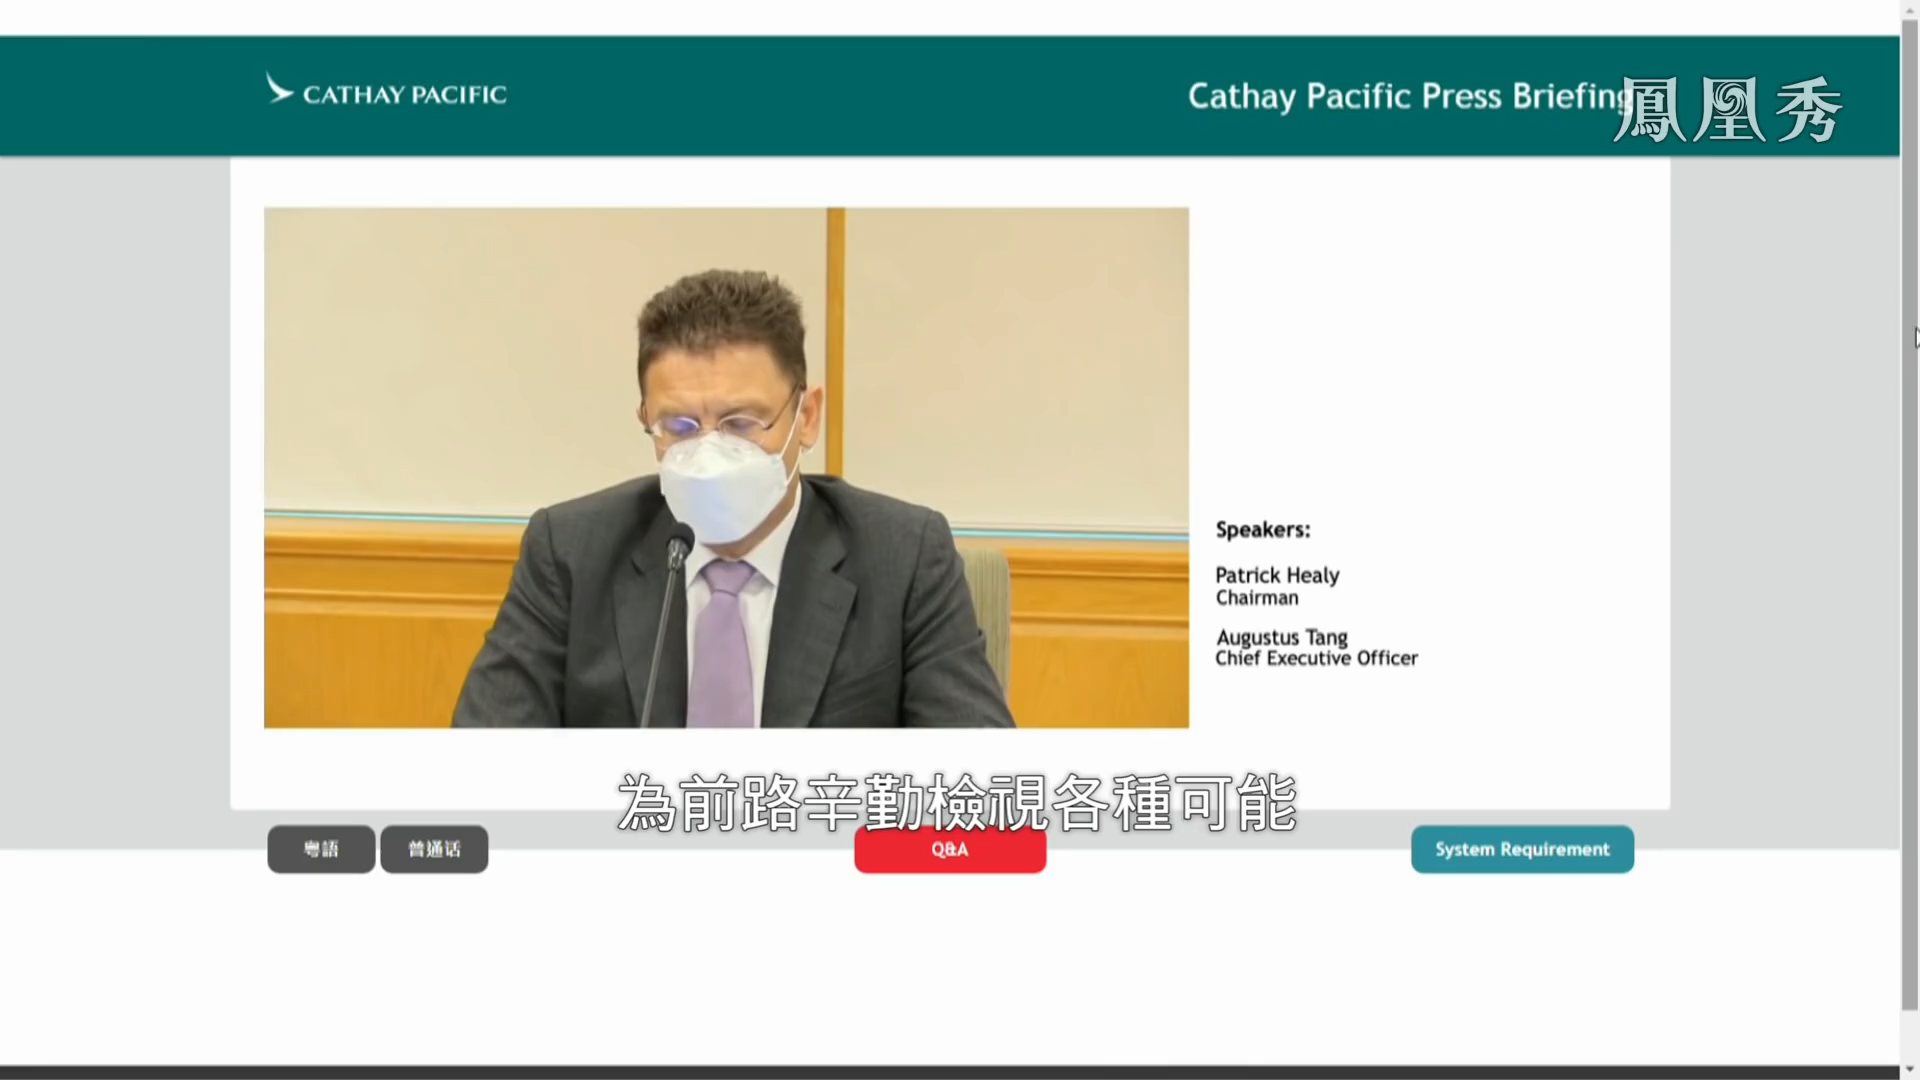 CATHAY PACIFIC
Cathay Pacific Press Briefing
鳳凰秀
Speakers:
Patrick Healy
Chairman
Augustus Tang
Chief Executive Officer
為前路辛勤檢視各種可能
粵語
普通话
Q&A
System Requirement